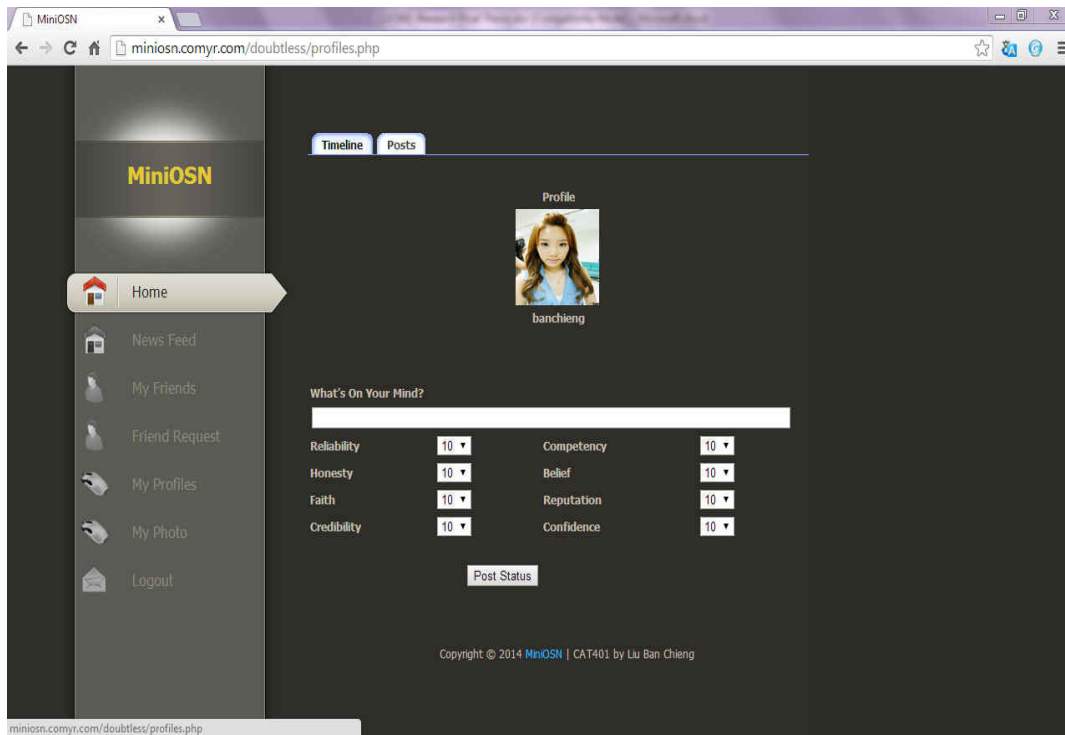 MiniOSN x
miniosn.comyr.com/doubtless/profiles.php
MiniOSN
Home
News Feed
My Friends
Friend Request
My Profiles
My Photo
Logout
Timeline Posts
Profile
banchieng
What's On Your Mind?
Reliability 10 Competency 10
Honesty 10 Belief 10
Faith 10 Reputation 10
Credibility 10 Confidence 10
Post Status
Copyright © 2014 MiniOSN | CAT401 by Liu Ban Chieng
miniosn.comyr.com/doubtless/profiles.php